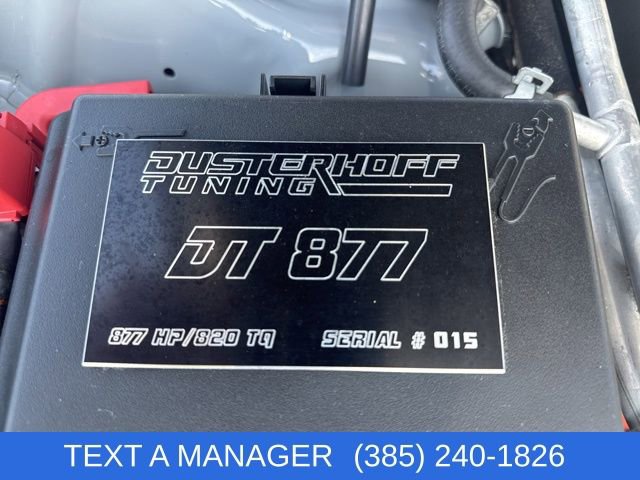 DUSTERHOFF
TUNING
DT 877
877 HP/820 TQ SERIAL # 015
TEXT A MANAGER (385) 240-1826